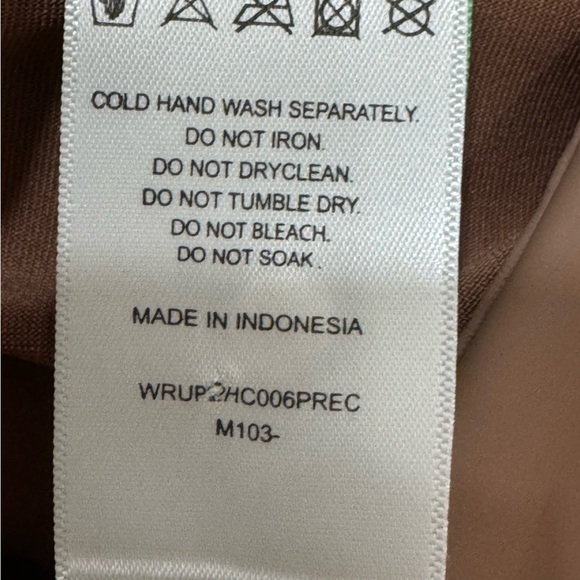 COLD HAND WASH SEPARATELY.
DO NOT IRON.
DO NOT DRYCLEAN.
DO NOT TUMBLE DRY.
DO NOT BLEACH.
DO NOT SOAK.
MADE IN INDONESIA
WRUP2HC006PREC
M103-